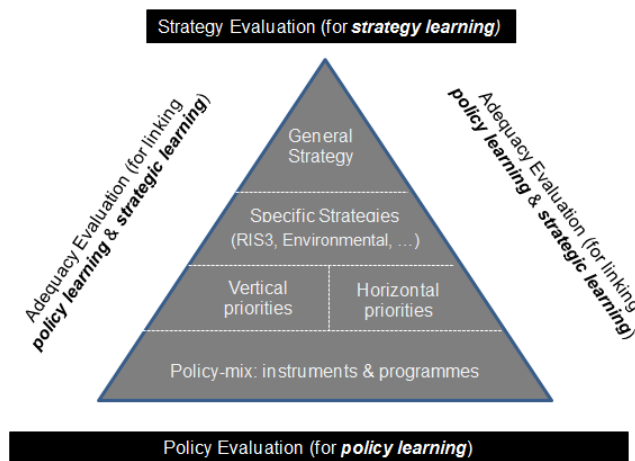 Strategy Evaluation (for strategy learning)
Adequacy Evaluation (for linking
policy learning & strategic learning)
Adequacy Evaluation (for linking
policy learning & strategic learning)
General
Strategy
Specific Strategies
(RIS3, Environmental, ...)
Vertical
priorities
Horizontal
priorities
Policy-mix: instruments & programmes
Policy Evaluation (for policy learning)